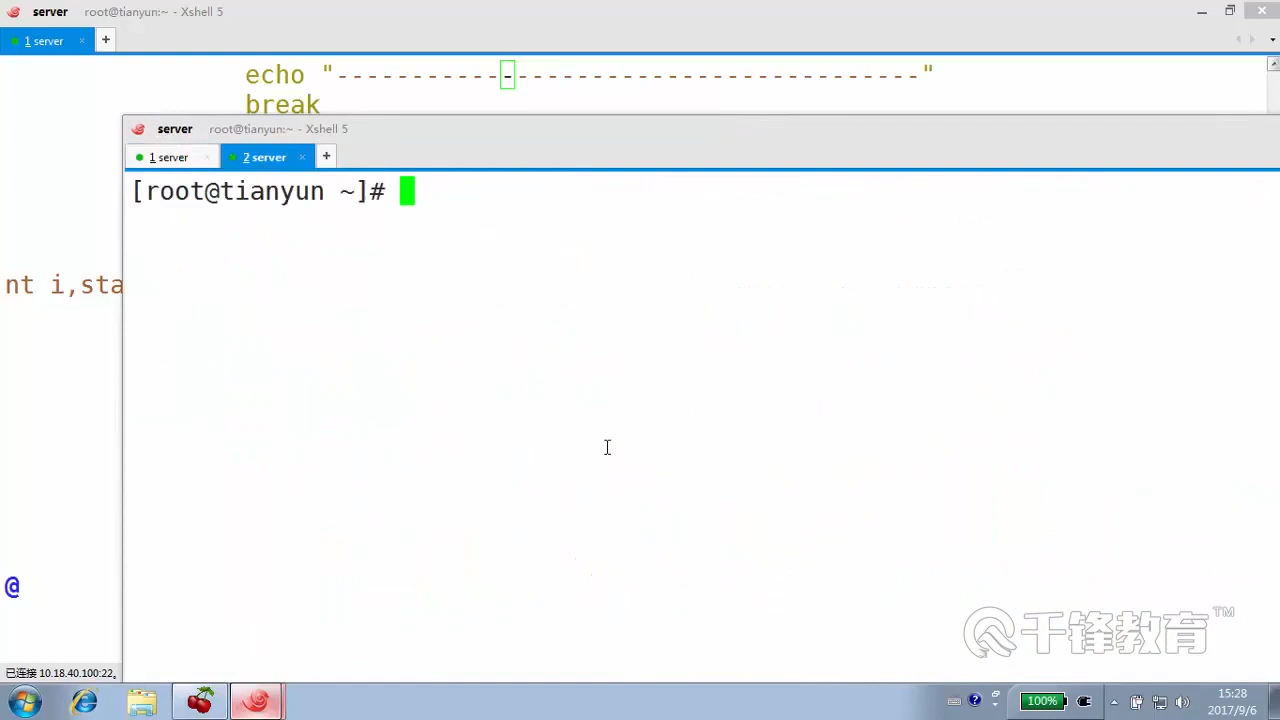 server root@tianyun:~ - Xshell 5
1 server × +
echo "---------------------------------------"
break
server root@tianyun:~ - Xshell 5
1 server × 2 server × +
[root@tianyun ~]#
nt i,sta
@
千锋教育™
已连接 10.18.40.100:22。
100%
15:28
2017/9/6